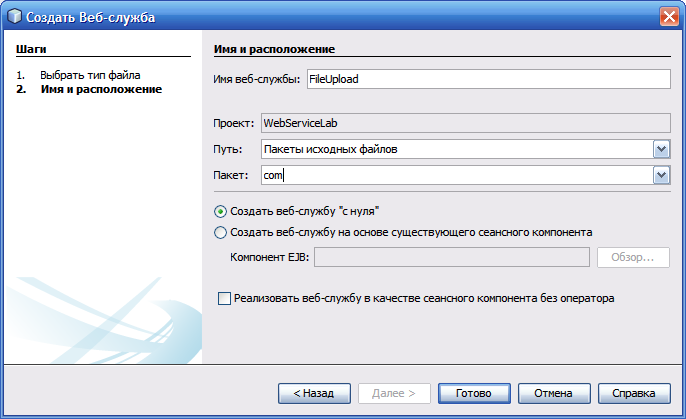 Создать Веб-служба
Шаги
1. Выбрать тип файла
2. Имя и расположение
Имя и расположение
Имя веб-службы: FileUpload
Проект: WebServiceLab
Путь: Пакеты исходных файлов
Пакет: com
Создать веб-службу "с нуля"
Создать веб-службу на основе существующего сеансного компонента
Компонент EJB: Обзор...
Реализовать веб-службу в качестве сеансного компонента без оператора
< Назад Далее > Готово Отмена Справка